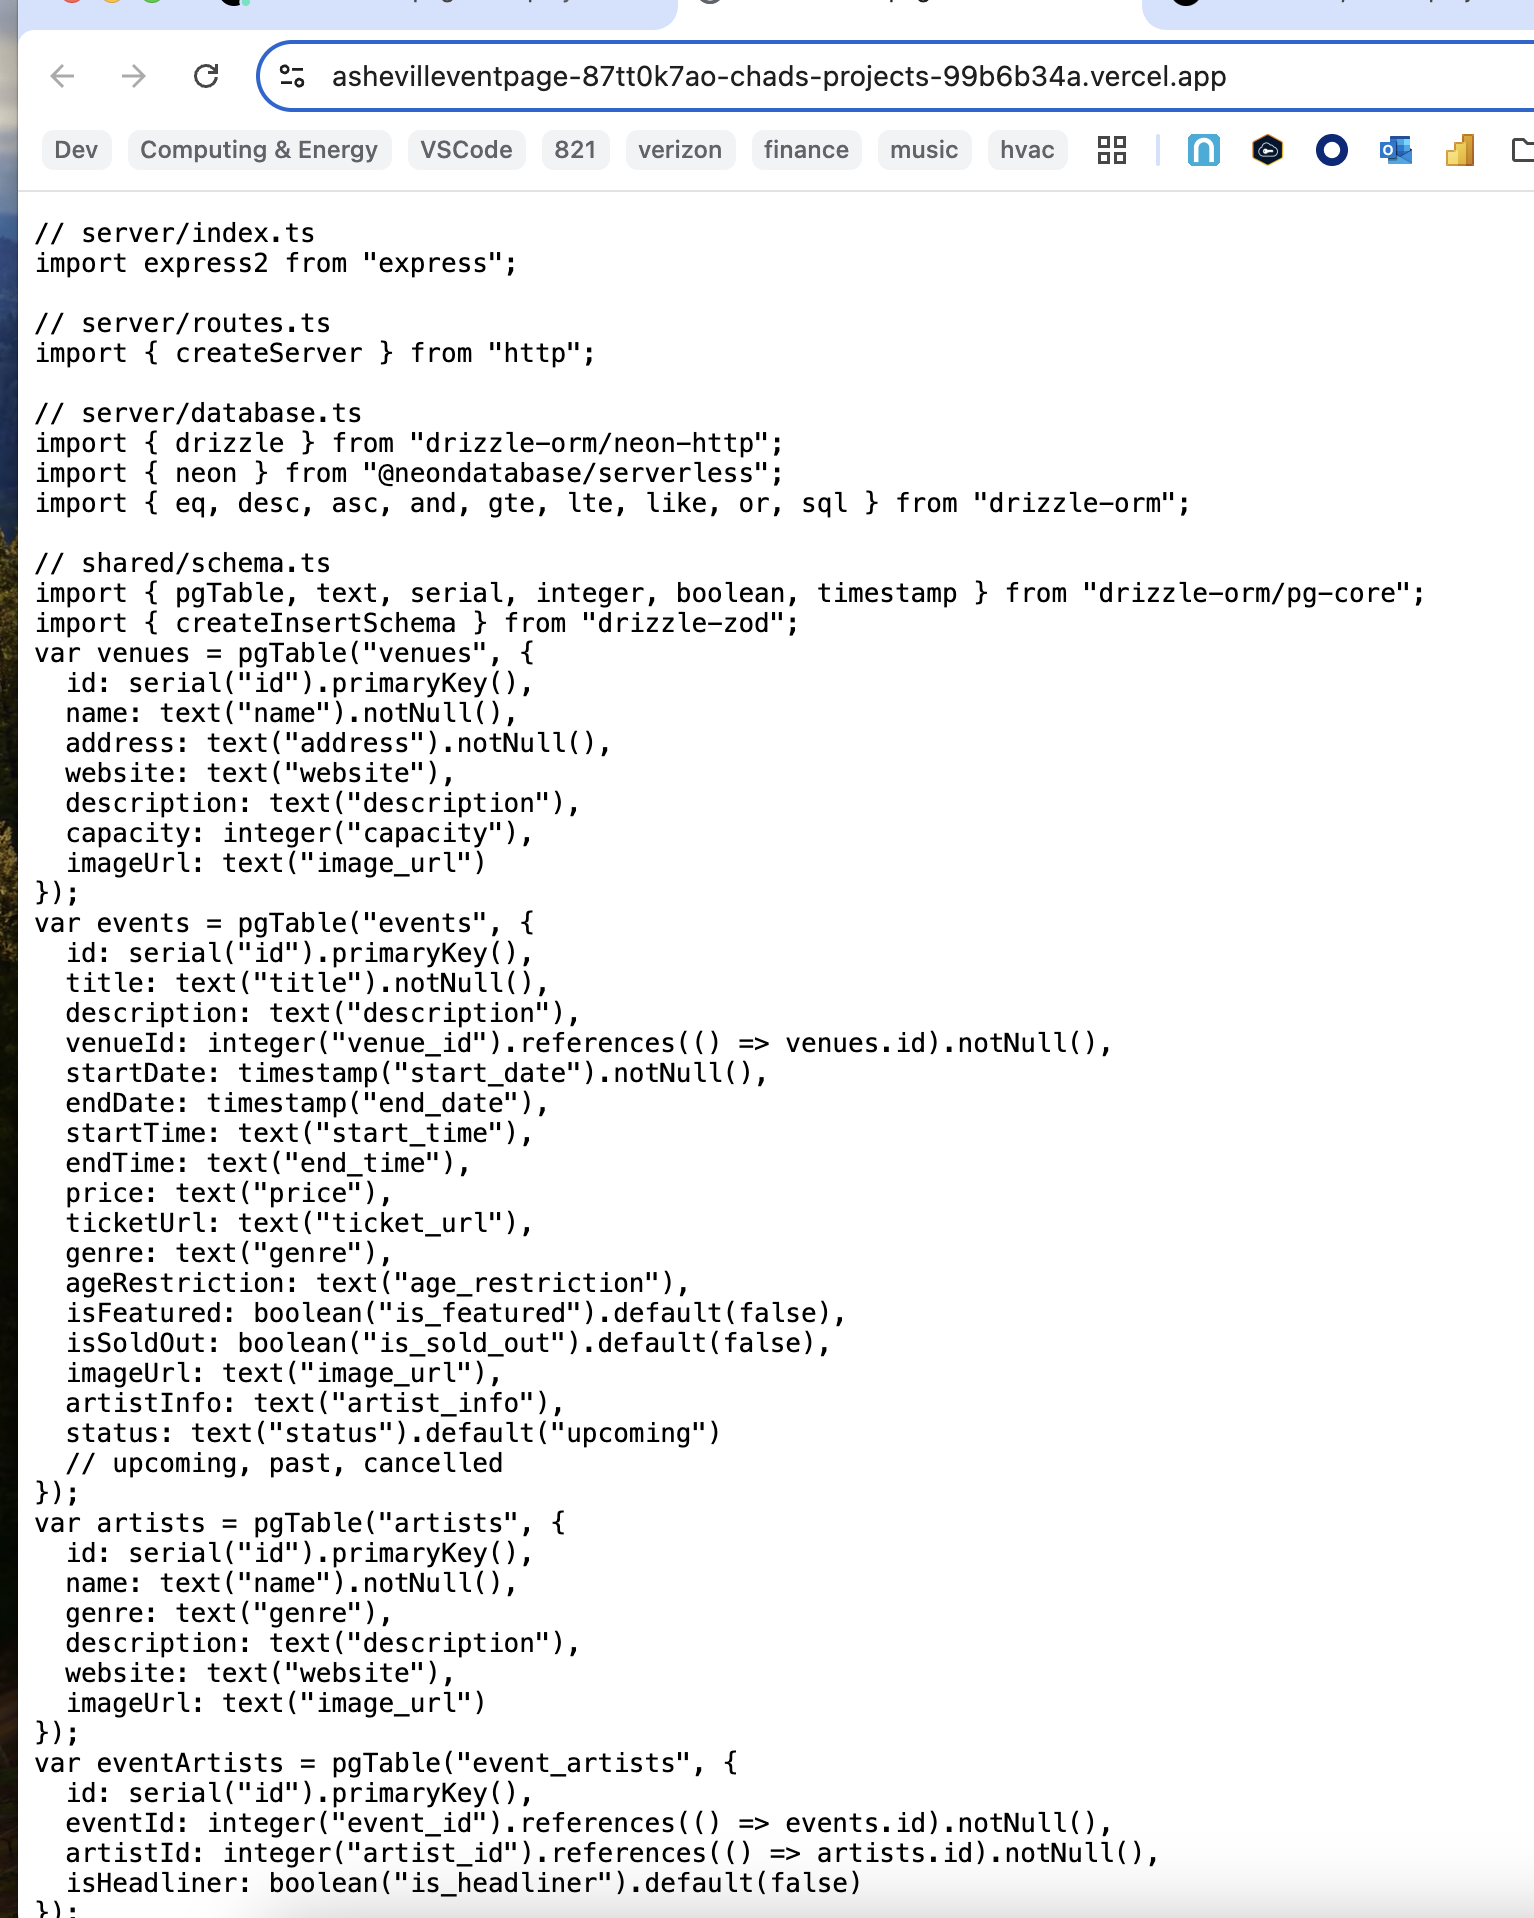 ashevilleeventpage-87tt0k7ao-chads-projects-99b6b34a.vercel.app
Dev Computing & Energy VSCode 821 verizon finance music hvac
// server/index.ts
import express2 from "express";
// server/routes.ts
import { createServer } from "http";
// server/database.ts
import { drizzle } from "drizzle-orm/neon-http";
import { neon } from "@neondatabase/serverless";
import { eq, desc, asc, and, gte, lte, like, or, sql } from "drizzle-orm";
// shared/schema.ts
import { pgTable, text, serial, integer, boolean, timestamp } from "drizzle-orm/pg-core";
import { createInsertSchema } from "drizzle-zod";
var venues = pgTable("venues", {
  id: serial("id").primaryKey(),
  name: text("name").notNull(),
  address: text("address").notNull(),
  website: text("website"),
  description: text("description"),
  capacity: integer("capacity"),
  imageUrl: text("image_url")
});
var events = pgTable("events", {
  id: serial("id").primaryKey(),
  title: text("title").notNull(),
  description: text("description"),
  venueId: integer("venue_id").references(() => venues.id).notNull(),
  startDate: timestamp("start_date").notNull(),
  endDate: timestamp("end_date"),
  startTime: text("start_time"),
  endTime: text("end_time"),
  price: text("price"),
  ticketUrl: text("ticket_url"),
  genre: text("genre"),
  ageRestriction: text("age_restriction"),
  isFeatured: boolean("is_featured").default(false),
  isSoldOut: boolean("is_sold_out").default(false),
  imageUrl: text("image_url"),
  artistInfo: text("artist_info"),
  status: text("status").default("upcoming")
  // upcoming, past, cancelled
});
var artists = pgTable("artists", {
  id: serial("id").primaryKey(),
  name: text("name").notNull(),
  genre: text("genre"),
  description: text("description"),
  website: text("website"),
  imageUrl: text("image_url")
});
var eventArtists = pgTable("event_artists", {
  id: serial("id").primaryKey(),
  eventId: integer("event_id").references(() => events.id).notNull(),
  artistId: integer("artist_id").references(() => artists.id).notNull(),
  isHeadliner: boolean("is_headliner").default(false)
});